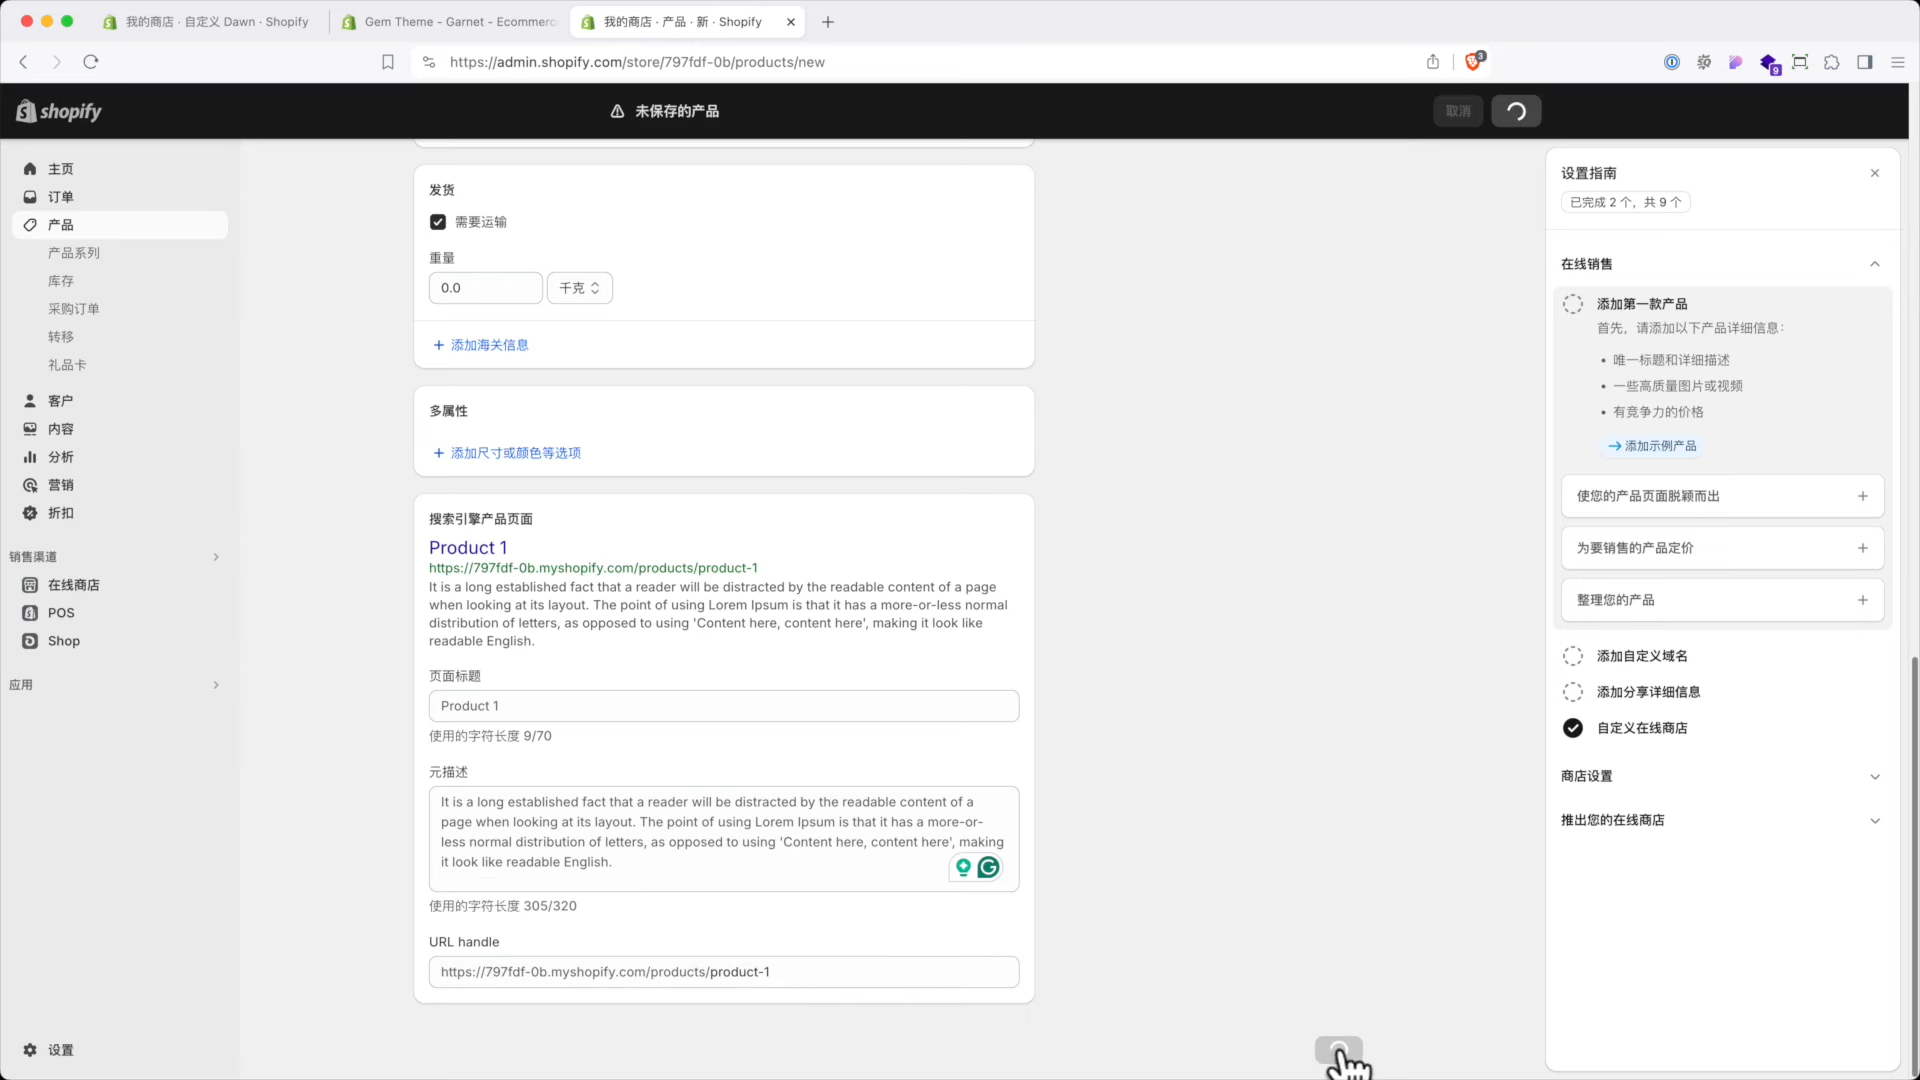 我的商店 · 自定义 Dawn · Shopify
Gem Theme - Garnet - Ecommerc
我的商店 · 产品 · 新 · Shopify
https://admin.shopify.com/store/797fdf-0b/products/new
3
9
shopify
未保存的产品
取消
主页
订单
产品
产品系列
库存
采购订单
转移
礼品卡
客户
内容
分析
营销
折扣
销售渠道
在线商店
POS
Shop
应用
设置
发货
需要运输
重量
0.0
千克
添加海关信息
多属性
添加尺寸或颜色等选项
搜索引擎产品页面
Product 1
https://797fdf-0b.myshopify.com/products/product-1
It is a long established fact that a reader will be distracted by the readable content of a page
when looking at its layout. The point of using Lorem Ipsum is that it has a more-or-less normal
distribution of letters, as opposed to using 'Content here, content here', making it look like
readable English.
页面标题
Product 1
使用的字符长度 9/70
元描述
It is a long established fact that a reader will be distracted by the readable content of a
page when looking at its layout. The point of using Lorem Ipsum is that it has a more-or-
less normal distribution of letters, as opposed to using 'Content here, content here', making
it look like readable English.
使用的字符长度 305/320
URL handle
https://797fdf-0b.myshopify.com/products/product-1
设置指南
已完成 2 个，共 9 个
在线销售
添加第一款产品
首先，请添加以下产品详细信息：
• 唯一标题和详细描述
• 一些高质量图片或视频
• 有竞争力的价格
添加示例产品
使您的产品页面脱颖而出
为要销售的产品定价
整理您的产品
添加自定义域名
添加分享详细信息
自定义在线商店
商店设置
推出您的在线商店